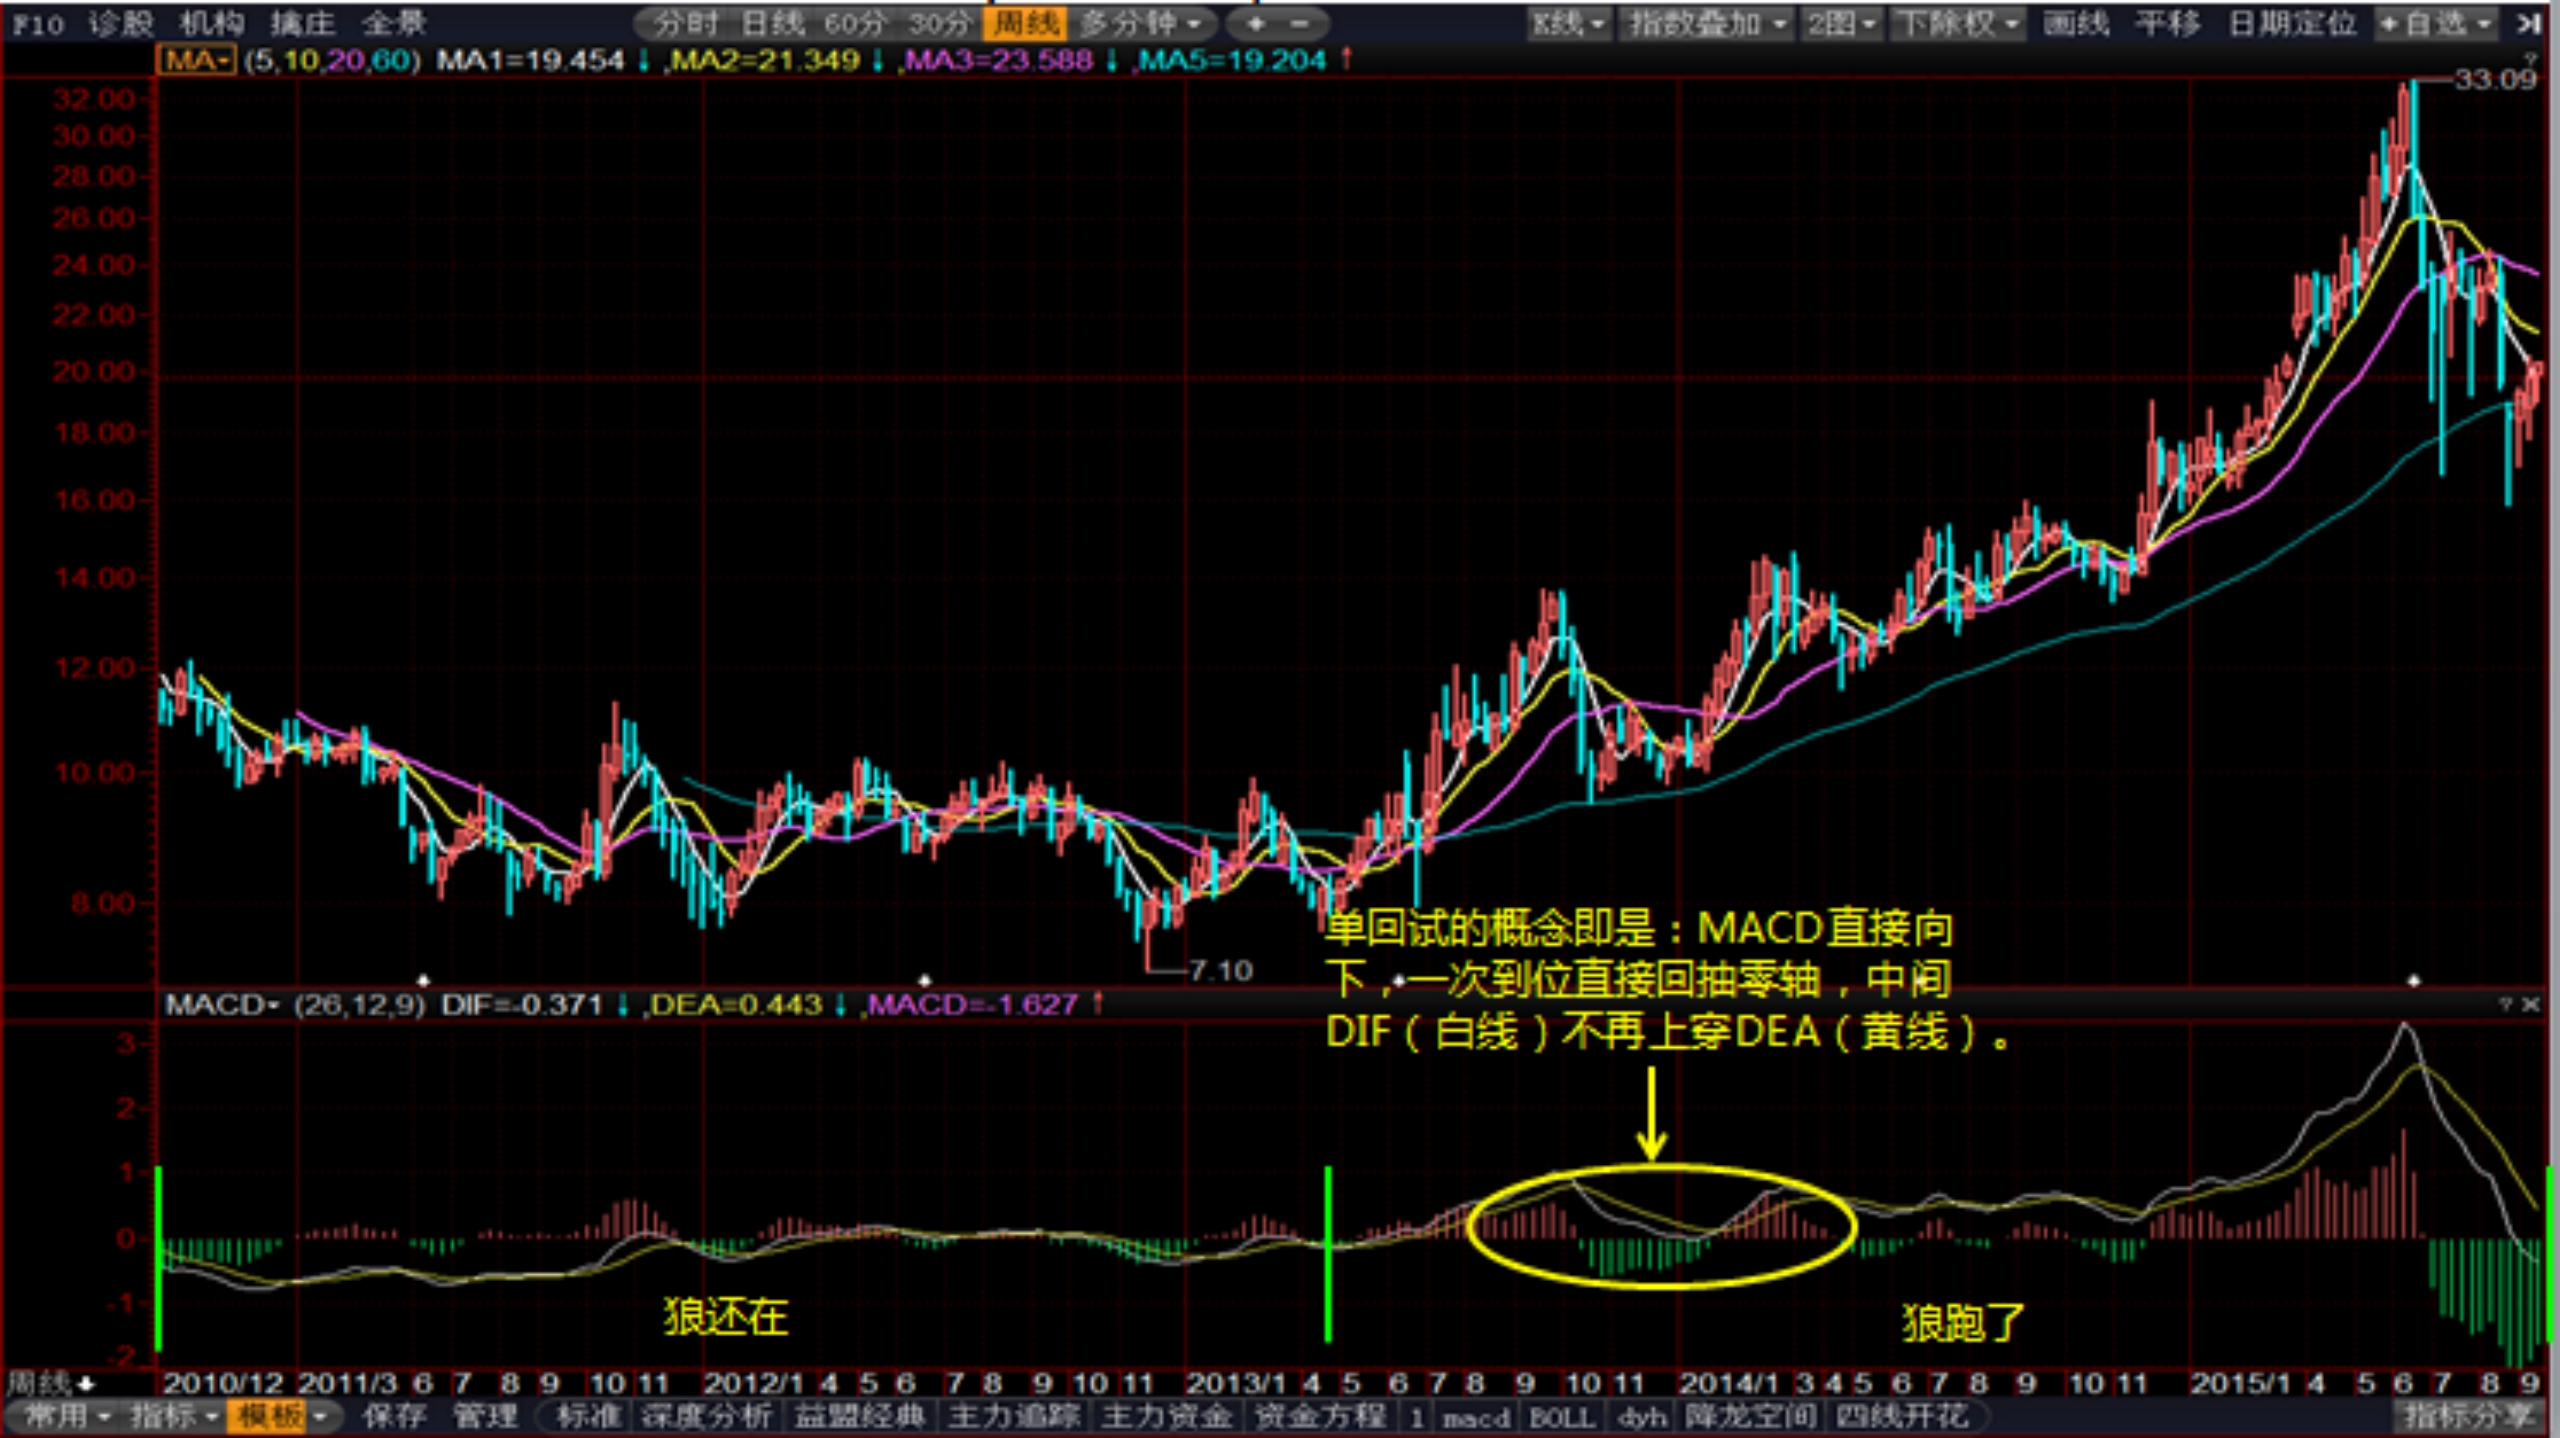 F10 诊股 机构 擒庄 全景 分时 日线 60分 30分 周线 多分钟 + - K线 指数叠加 2图 下除权 画线 平移 日期定位 +自选
MA (5,10,20,60) MA1=19.454↓,MA2=21.349↓,MA3=23.588↓,MA5=19.204↑ ?
33.09
32.00
30.00
28.00
26.00
24.00
22.00
20.00
18.00
16.00
14.00
12.00
10.00
8.00
7.10
单回试的概念即是：MACD直接向
下，一次到位直接回抽零轴，中间
DIF（白线）不再上穿DEA（黄线）。
MACD (26,12,9) DIF=-0.371↓,DEA=0.443↓,MACD=-1.627↑ ? ×
3
2
1
0
-1
-2
狼还在
狼跑了
周线 2010/12 2011/3 6 7 8 9 10 11 2012/1 4 5 6 7 8 9 10 11 2013/1 4 5 6 7 8 9 10 11 2014/1 3 4 5 6 7 8 9 10 11 2015/1 4 5 6 7 8 9
常用 指标 模板 保存 管理 标准 深度分析 益盟经典 主力追踪 主力资金 资金方程 1 macd BOLL dyh 降龙空间 四线开花 指标分享